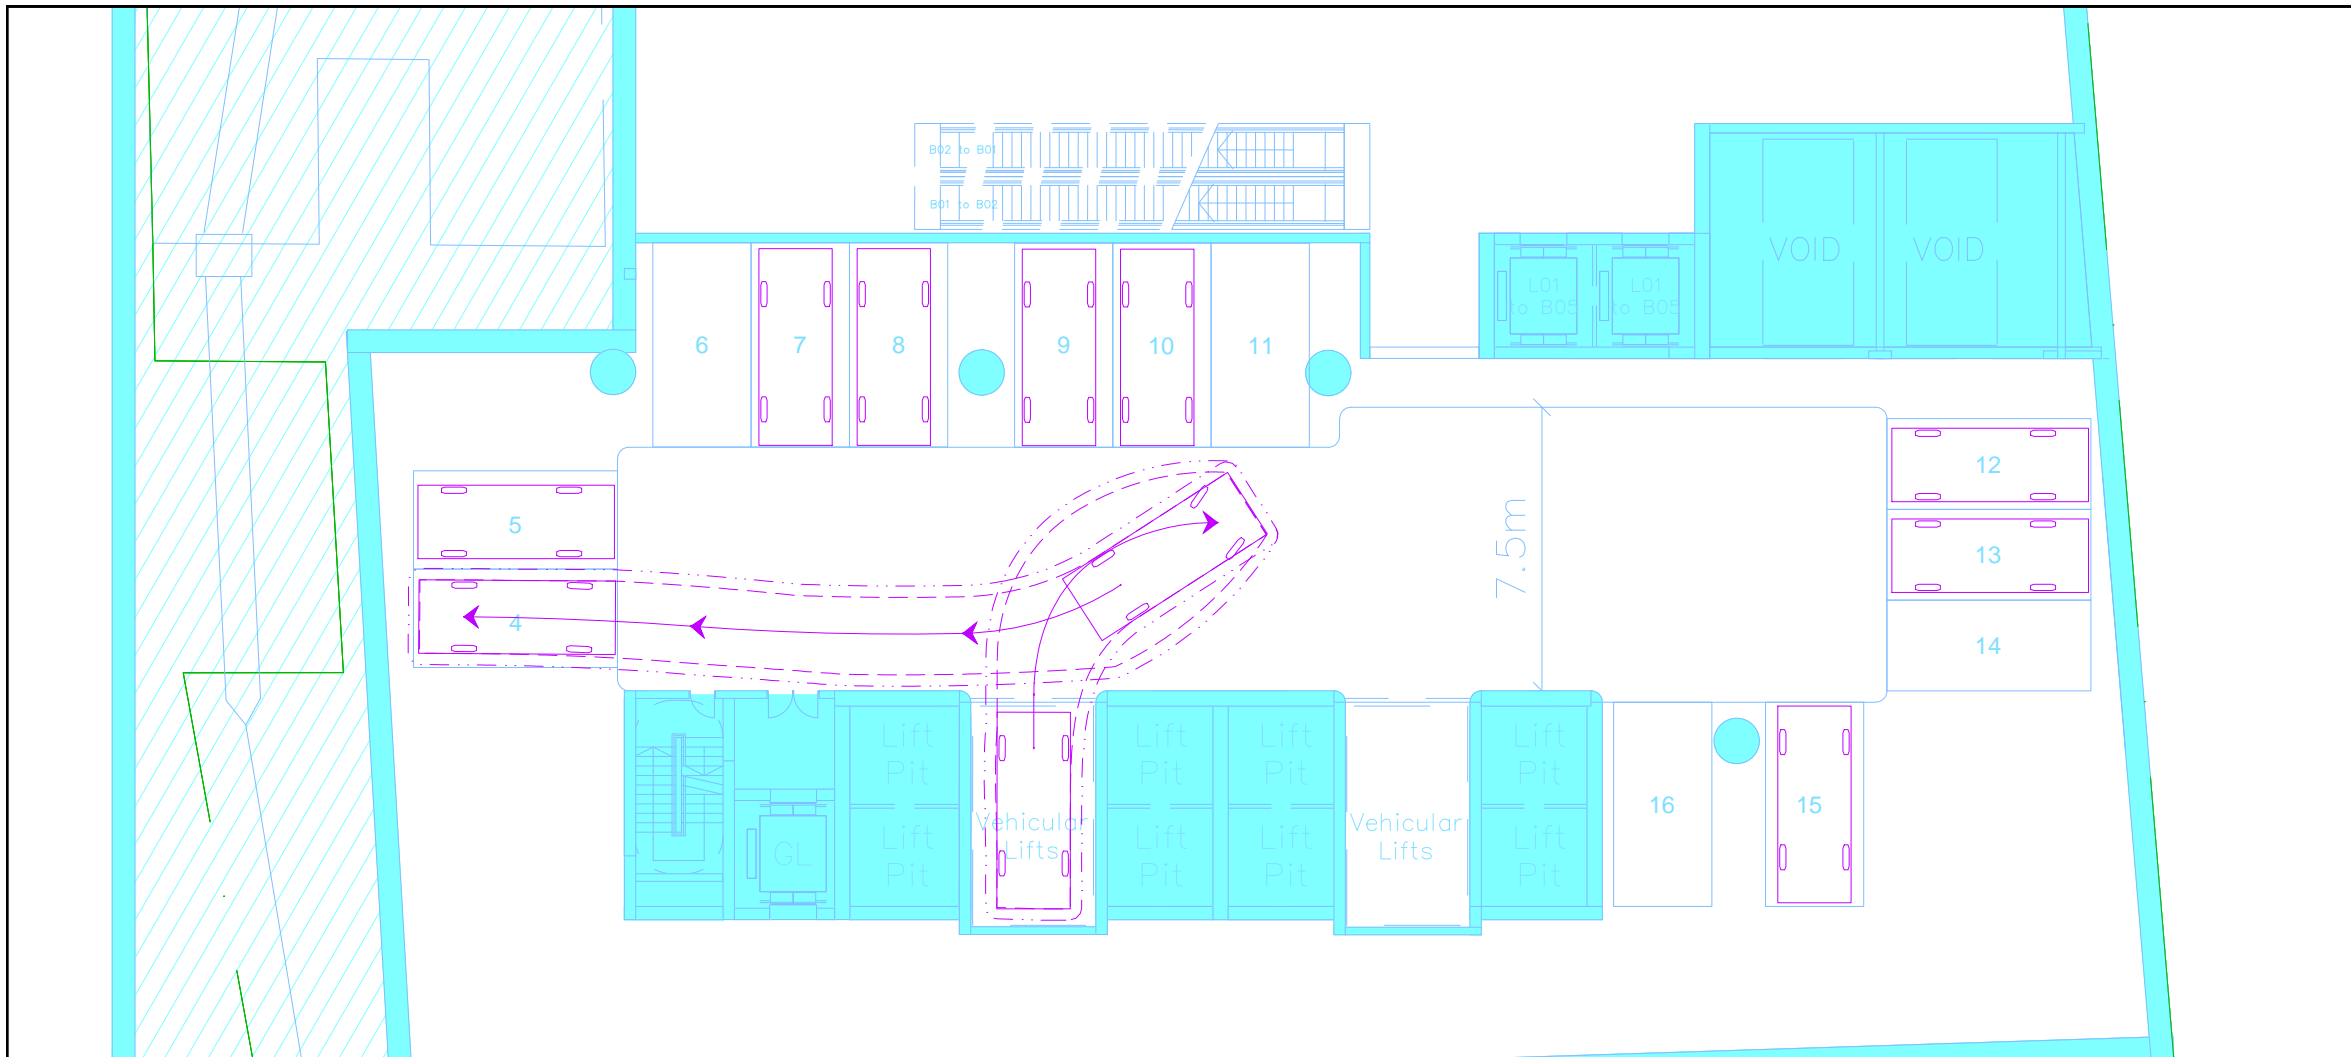 B02 to B01
B01 to B02
VOID
VOID
L01
to B05
L01
to B05
6
7
8
9
10
11
12
13
14
5
4
7.5m
Lift
Pit
Lift
Pit
Lift
Pit
Lift
Pit
Vehicular
Lifts
Vehicular
Lifts
GL
Lift
Pit
Lift
Pit
Lift
Pit
Lift
Pit
16
15